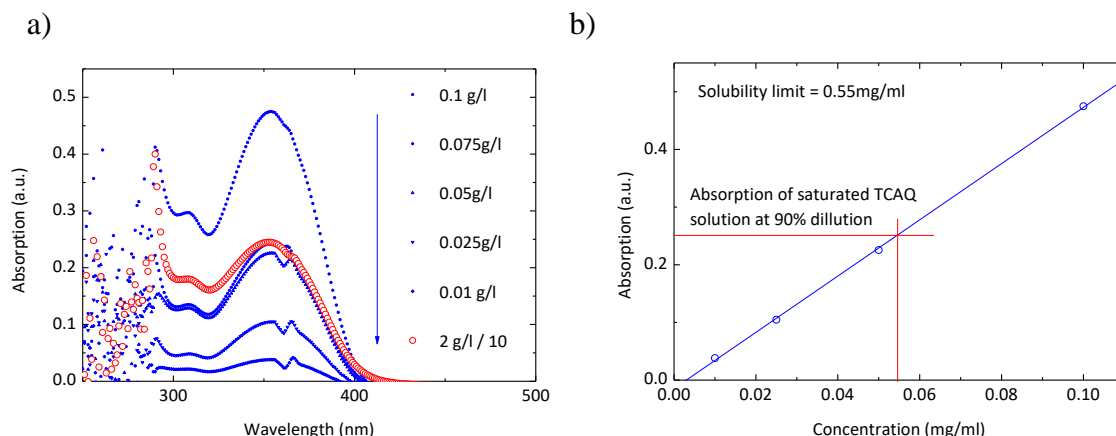 a)
0.5
0.4
0.3
0.2
0.1
0.0
300
400
500
Absorption (a.u.)
Wavelength (nm)
0.1 g/l
0.075g/l
0.05g/l
0.025g/l
0.01 g/l
2 g/l / 10
b)
Solubility limit = 0.55mg/ml
Absorption of saturated TCAQ
solution at 90% dillution
0.4
0.2
0.0
0.00
0.02
0.04
0.06
0.08
0.10
Absorption (a.u.)
Concentration (mg/ml)